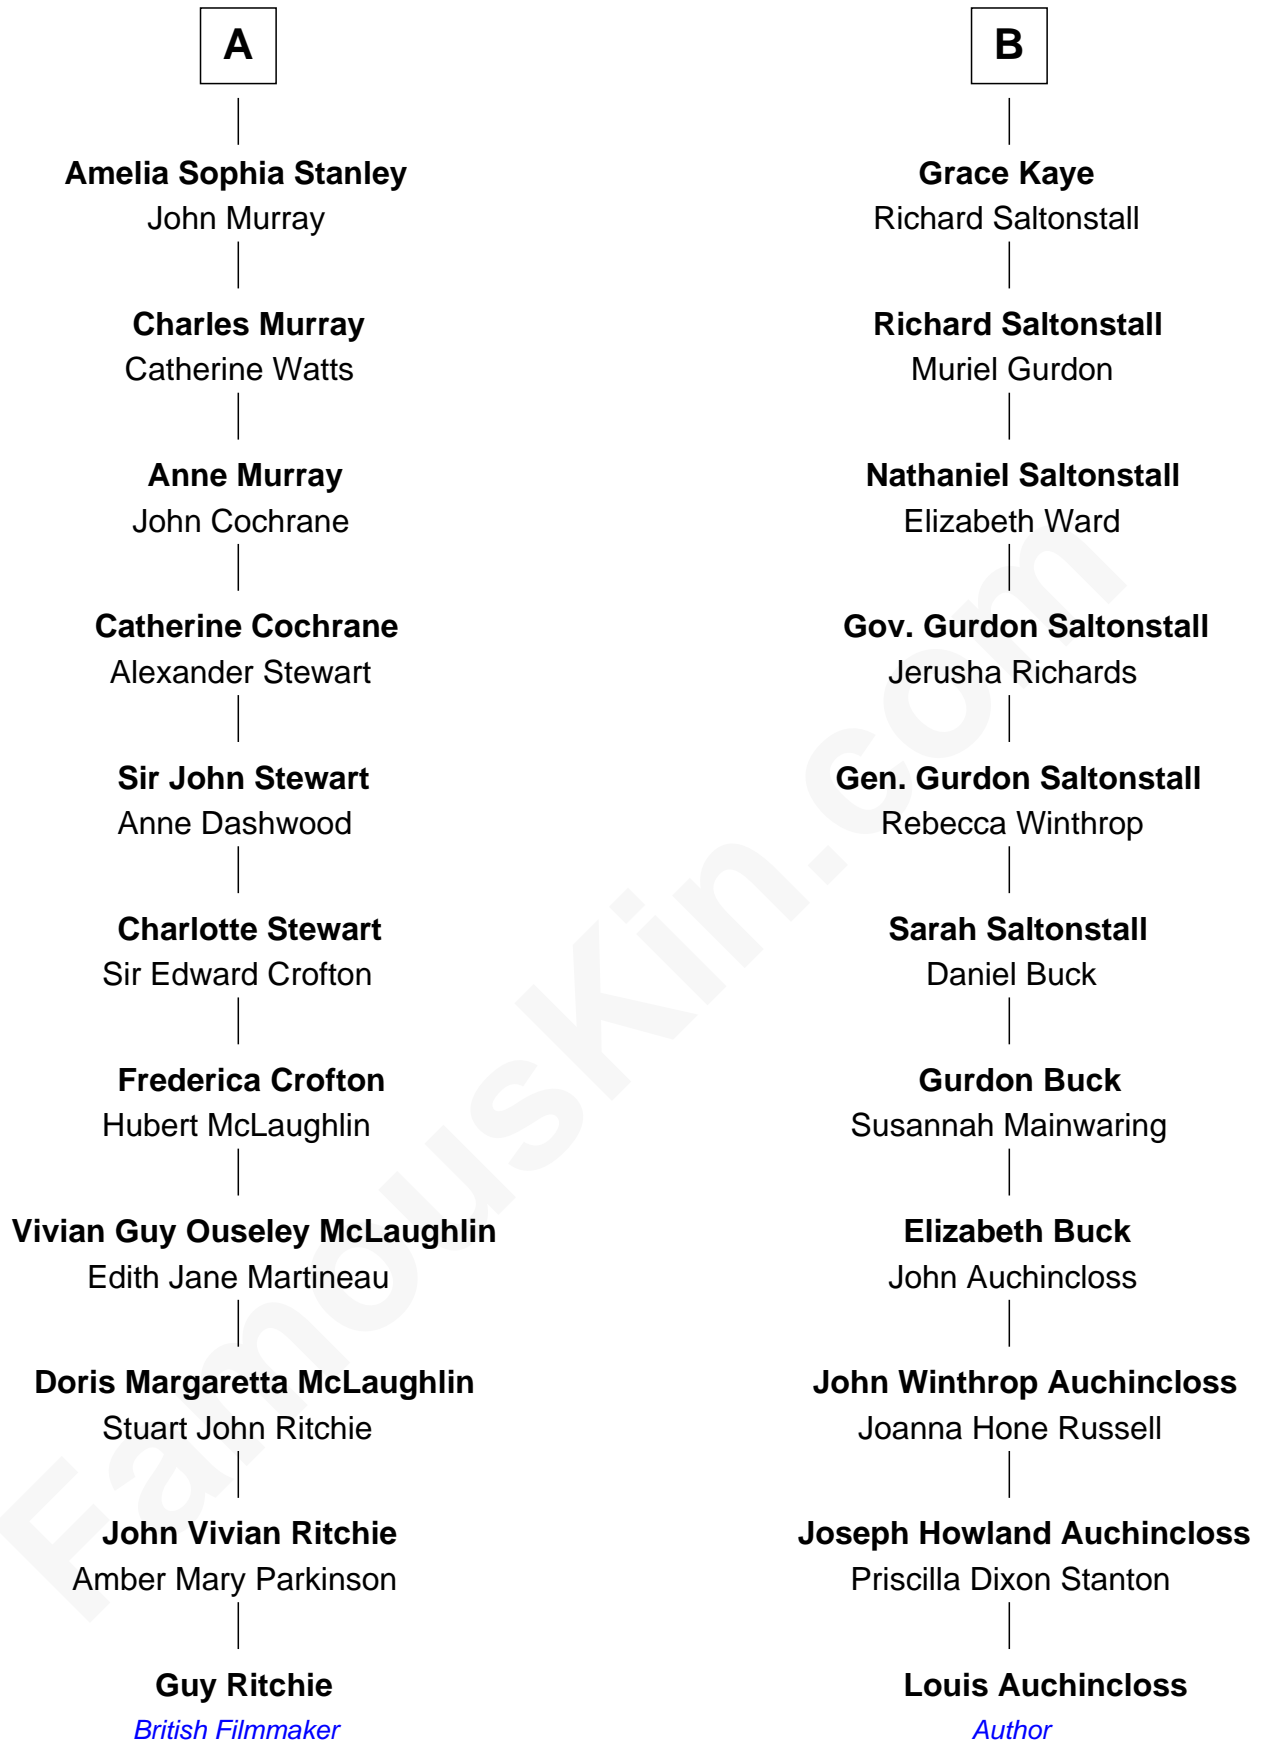 A
Amelia Sophia Stanley
John Murray
Charles Murray
Catherine Watts
Anne Murray
John Cochrane
Catherine Cochrane
Alexander Stewart
Sir John Stewart
Anne Dashwood
Charlotte Stewart
Sir Edward Crofton
Frederica Crofton
Hubert McLaughlin
Vivian Guy Ouseley McLaughlin
Edith Jane Martineau
Doris Margaretta McLaughlin
Stuart John Ritchie
John Vivian Ritchie
Amber Mary Parkinson
Guy Ritchie
British Filmmaker
B
Grace Kaye
Richard Saltonstall
Richard Saltonstall
Muriel Gurdon
Nathaniel Saltonstall
Elizabeth Ward
Gov. Gurdon Saltonstall
Jerusha Richards
Gen. Gurdon Saltonstall
Rebecca Winthrop
Sarah Saltonstall
Daniel Buck
Gurdon Buck
Susannah Mainwaring
Elizabeth Buck
John Auchincloss
John Winthrop Auchincloss
Joanna Hone Russell
Joseph Howland Auchincloss
Priscilla Dixon Stanton
Louis Auchincloss
Author
FamousKin.com